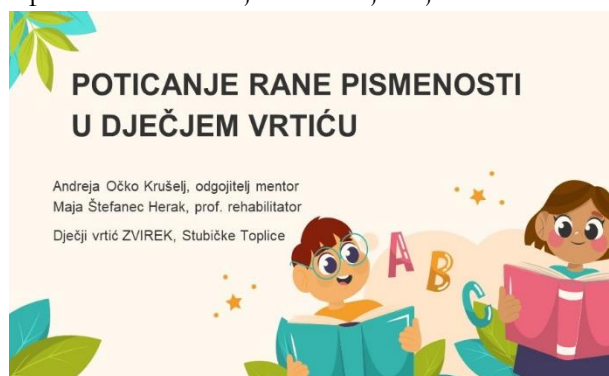 POTICANJE RANE PISMENOSTI
U DJEČJEM VRTIĆU
Andreja Očko Krušelj, odgojitelj mentor
Maja Štefanec Herak, prof. rehabilitator
Dječji vrtić ZVIREK, Stubičke Toplice
A B C